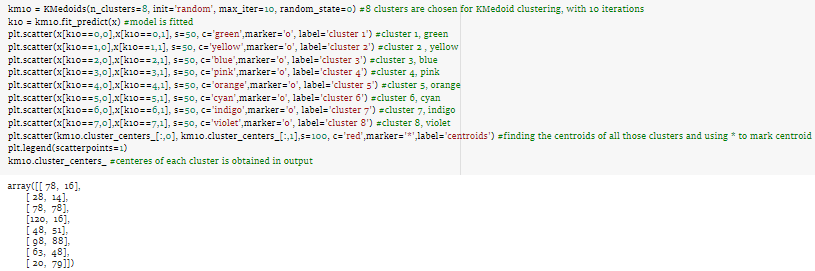 km10 = KMedoids(n_clusters=8, init='random', max_iter=10, random_state=0) #8 clusters are chosen for KMedoid clustering, with 10 iterations
k10 = km10.fit_predict(x) #model is fitted
plt.scatter(x[k10==0,0],x[k10==0,1], s=50, c='green',marker='o', label='cluster 1') #cluster 1, green
plt.scatter(x[k10==1,0],x[k10==1,1], s=50, c='yellow',marker='o', label='cluster 2') #cluster 2 , yellow
plt.scatter(x[k10==2,0],x[k10==2,1], s=50, c='blue',marker='o', label='cluster 3') #cluster 3, blue
plt.scatter(x[k10==3,0],x[k10==3,1], s=50, c='pink',marker='o', label='cluster 4') #cluster 4, pink
plt.scatter(x[k10==4,0],x[k10==4,1], s=50, c='orange',marker='o', label='cluster 5') #cluster 5, orange
plt.scatter(x[k10==5,0],x[k10==5,1], s=50, c='cyan',marker='o', label='cluster 6') #cluster 6, cyan
plt.scatter(x[k10==6,0],x[k10==6,1], s=50, c='indigo',marker='o', label='cluster 7') #cluster 7, indigo
plt.scatter(x[k10==7,0],x[k10==7,1], s=50, c='violet',marker='o', label='cluster 8') #cluster 8, violet
plt.scatter(km10.cluster_centers_[:,0], km10.cluster_centers_[:,1],s=100, c='red',marker='*',label='centroids') #finding the centroids of all those clusters and using * to mark centroid
plt.legend(scatterpoints=1)
km10.cluster_centers_ #centeres of each cluster is obtained in output
array([[ 78, 16],
[ 28, 14],
[ 78, 78],
[120, 16],
[ 48, 51],
[ 98, 88],
[ 63, 48],
[ 20, 79]])